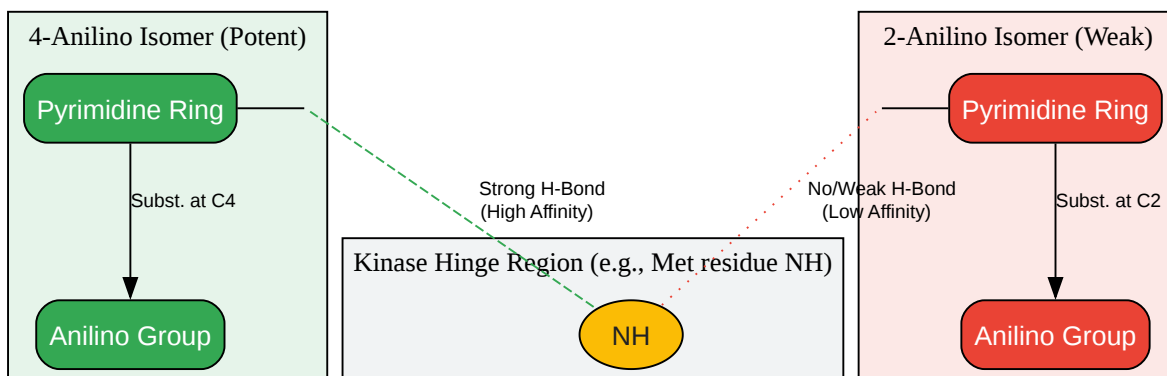 4-Anilino Isomer (Potent)
Pyrimidine Ring
Subst. at C4
Anilino Group
Strong H-Bond
(High Affinity)
Kinase Hinge Region (e.g., Met residue NH)
NH
No/Weak H-Bond
(Low Affinity)
2-Anilino Isomer (Weak)
Pyrimidine Ring
Subst. at C2
Anilino Group